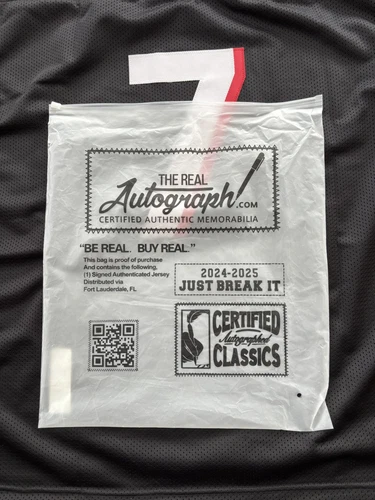 7
THE REAL
Autograph.COM
CERTIFIED AUTHENTIC MEMORABILIA
“BE REAL. BUY REAL.”
This bag is proof of purchase
And contains the following,
(1) Signed Authenticated Jersey
Distributed via
Fort Lauderdale, FL
2024-2025
JUST BREAK IT
CERTIFIED
Autographed
CLASSICS